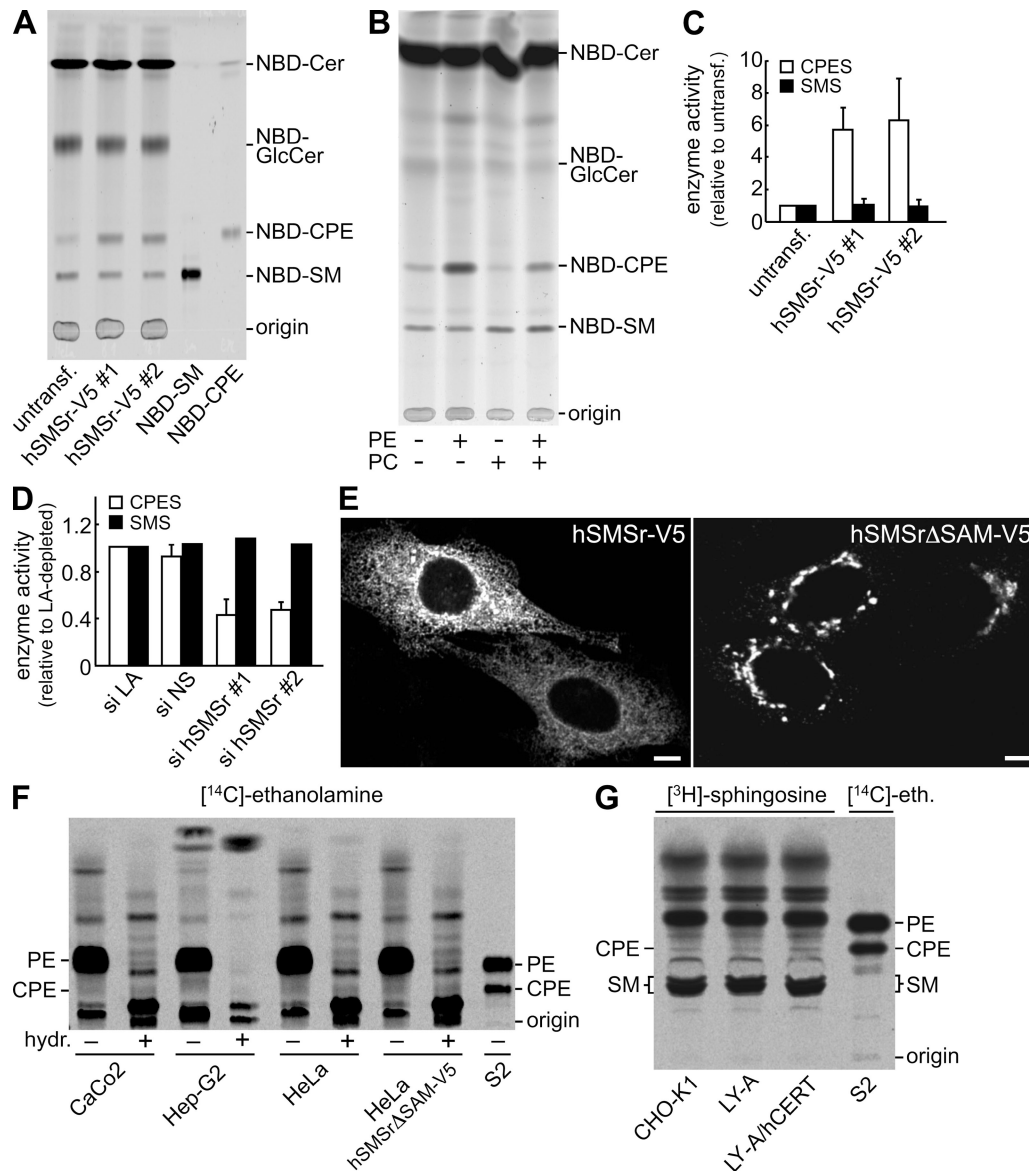 A
NBD-Cer
NBD-
GlcCer
NBD-CPE
NBD-SM
origin
untransf.
hSMSr-V5 #1
hSMSr-V5 #2
NBD-SM
NBD-CPE
B
NBD-Cer
NBD-
GlcCer
NBD-CPE
NBD-SM
origin
PE - + - +
PC - - + +
C
CPES
SMS
enzyme activity
(relative to untransf.)
10
8
6
4
2
0
untransf.
hSMSr-V5 #1
hSMSr-V5 #2
D
CPES
SMS
enzyme activity
(relative to LA-depleted)
1.2
0.8
0.4
0
si LA
si NS
si hSMSr #1
si hSMSr #2
E
hSMSr-V5
hSMSrΔSAM-V5
F
[14C]-ethanolamine
PE
CPE
PE
CPE
origin
hydr. – + – + – + – + –
CaCo2
Hep-G2
HeLa
HeLa
hSMSrΔSAM-V5
S2
G
[3H]-sphingosine
[14C]-eth.
CPE
SM
PE
CPE
SM
origin
CHO-K1
LY-A
LY-A/hCERT
S2